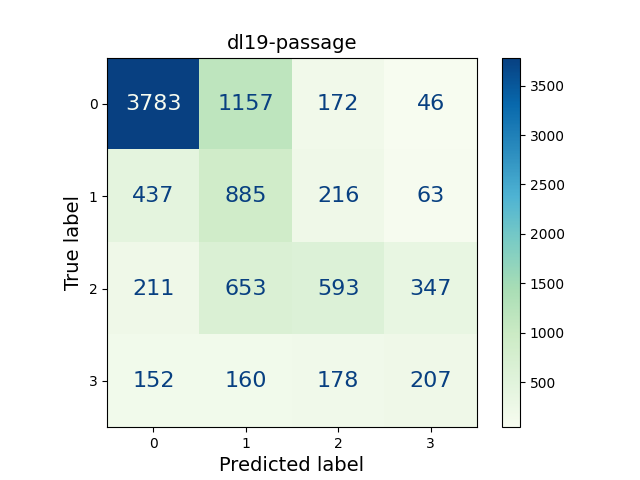 dl19-passage
0 3783 1157 172 46
1 437 885 216 63
2 211 653 593 347
3 152 160 178 207
0 1 2 3
True label
Predicted label
3500
3000
2500
2000
1500
1000
500